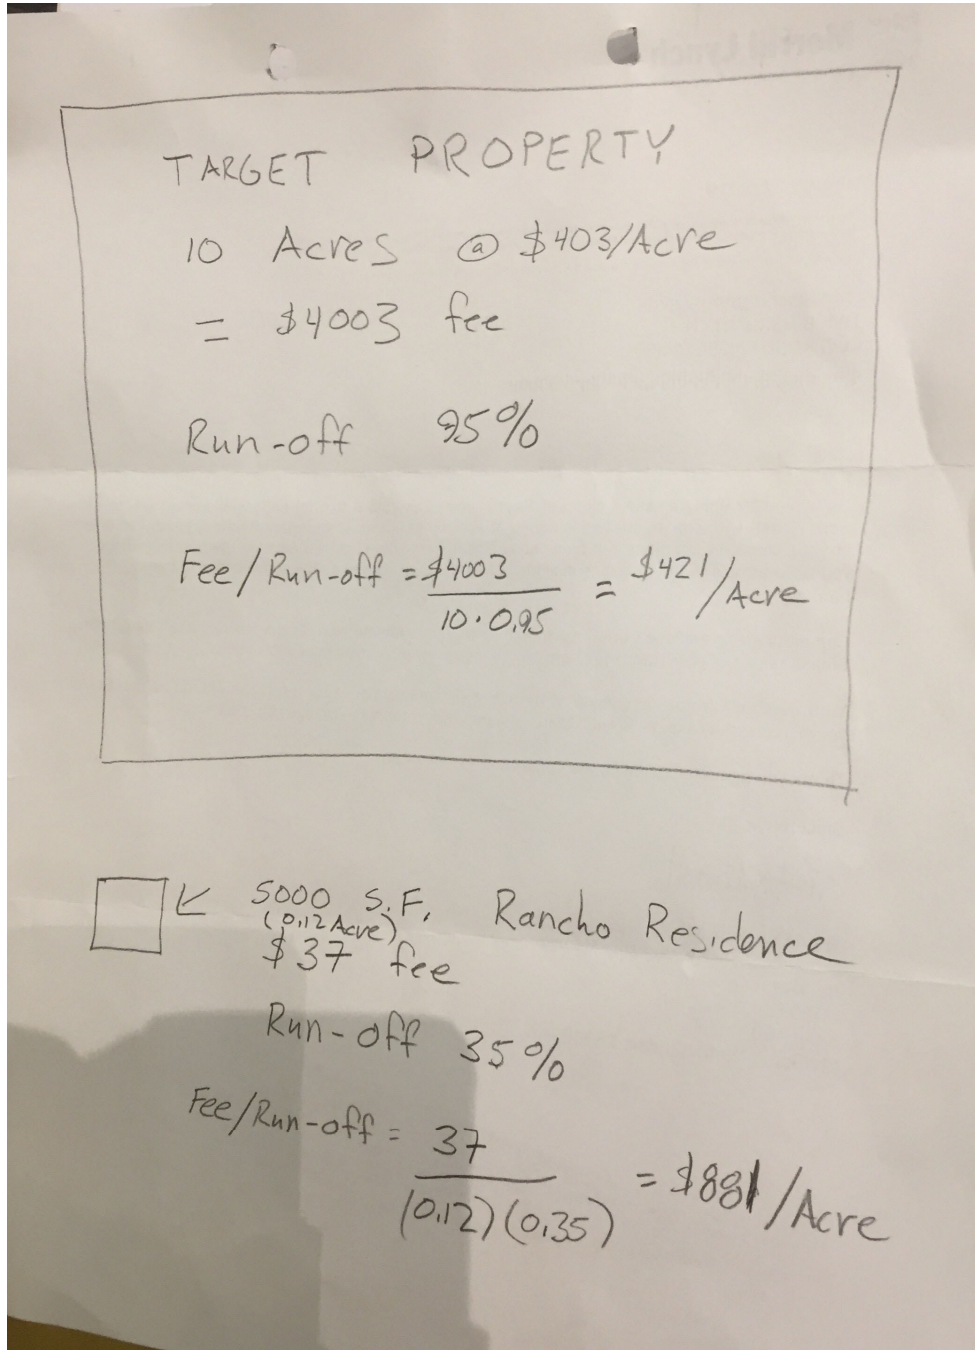 TARGET PROPERTY
10 Acres @ $403/Acre
= $4003 fee
Run-off 95%
Fee/Run-off = $4003 / 10 · 0.95 = $421/Acre
5000 S.F. Rancho Residence
(0.12 Acre)
$37 fee
Run-off 35%
Fee/Run-off = 37 / (0.12)(0.35) = $881/Acre